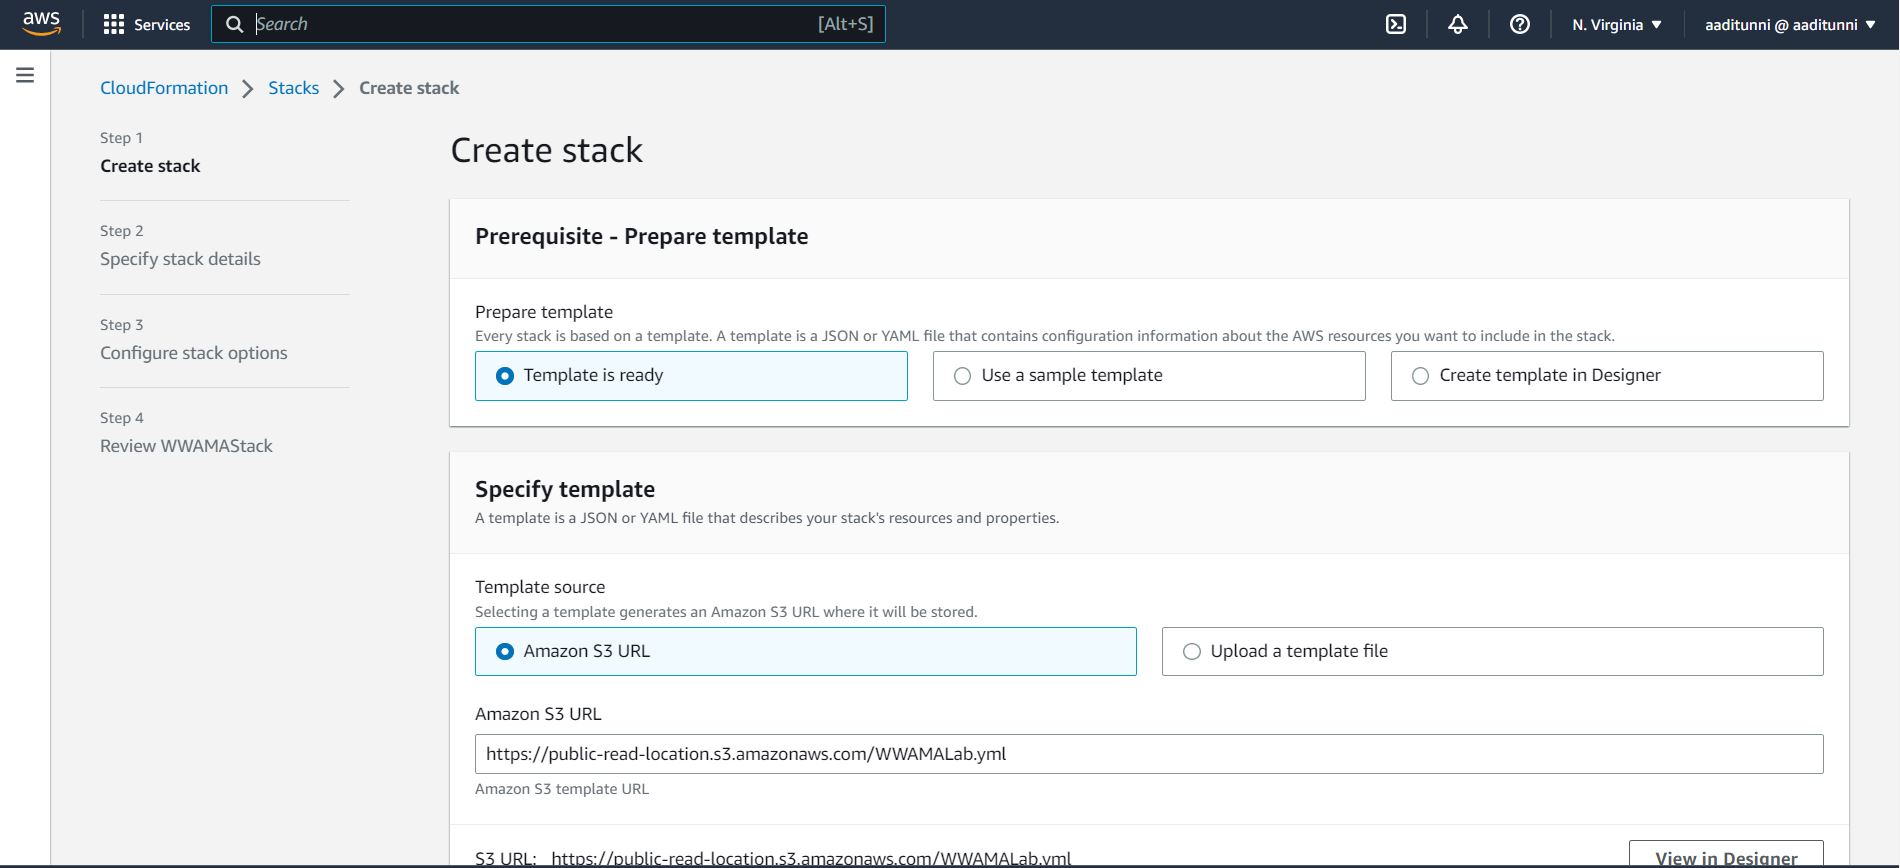 aws
Services
Search
[Alt+S]
N. Virginia
aaditunni @ aaditunni
CloudFormation
Stacks
Create stack
Step 1
Create stack
Step 2
Specify stack details
Step 3
Configure stack options
Step 4
Review WWAMAStack
Create stack
Prerequisite - Prepare template
Prepare template
Every stack is based on a template. A template is a JSON or YAML file that contains configuration information about the AWS resources you want to include in the stack.
Template is ready
Use a sample template
Create template in Designer
Specify template
A template is a JSON or YAML file that describes your stack's resources and properties.
Template source
Selecting a template generates an Amazon S3 URL where it will be stored.
Amazon S3 URL
Upload a template file
Amazon S3 URL
https://public-read-location.s3.amazonaws.com/WWAMALab.yml
Amazon S3 template URL
S3 URL: https://public-read-location.s3.amazonaws.com/WWAMALab.yml
View in Designer